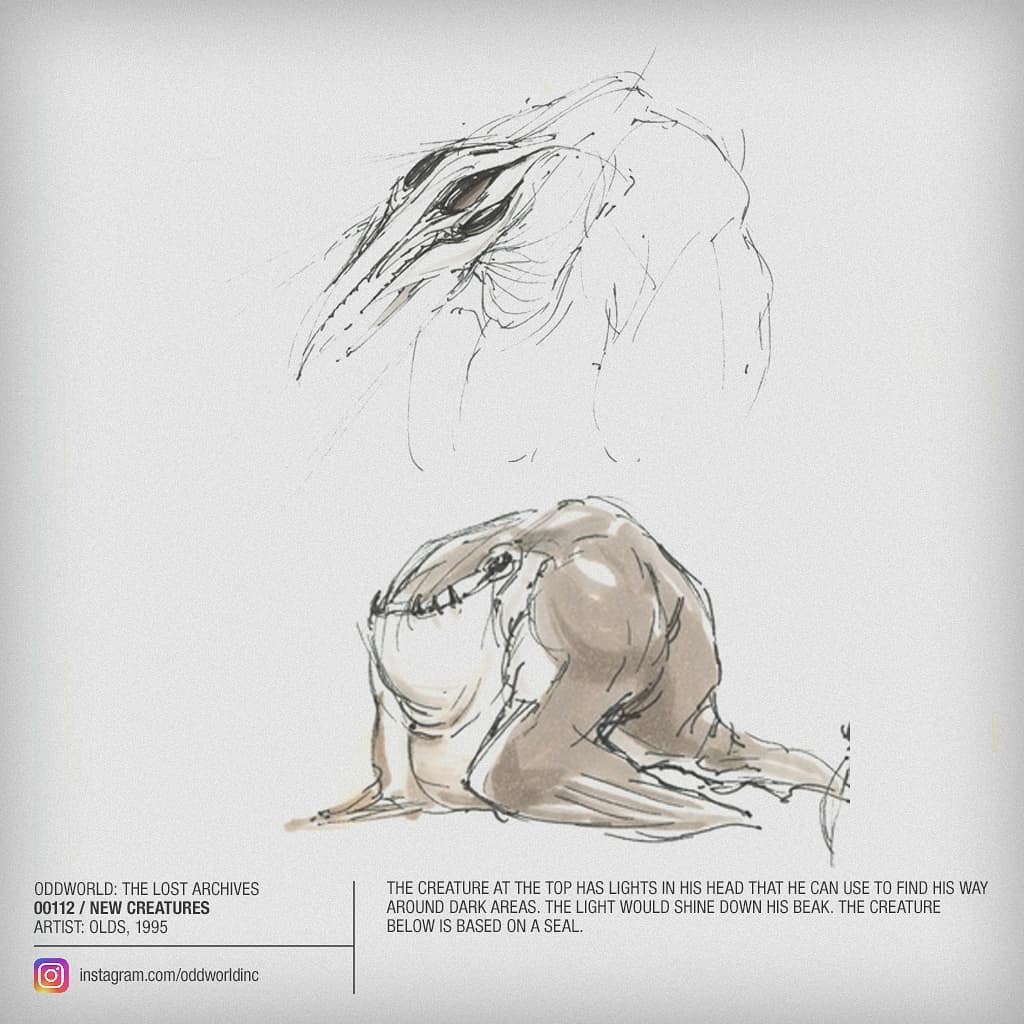 ODDWORLD: THE LOST ARCHIVES
00112 / NEW CREATURES
ARTIST: OLDS, 1995
instagram.com/oddworldinc
THE CREATURE AT THE TOP HAS LIGHTS IN HIS HEAD THAT HE CAN USE TO FIND HIS WAY
AROUND DARK AREAS. THE LIGHT WOULD SHINE DOWN HIS BEAK. THE CREATURE
BELOW IS BASED ON A SEAL.